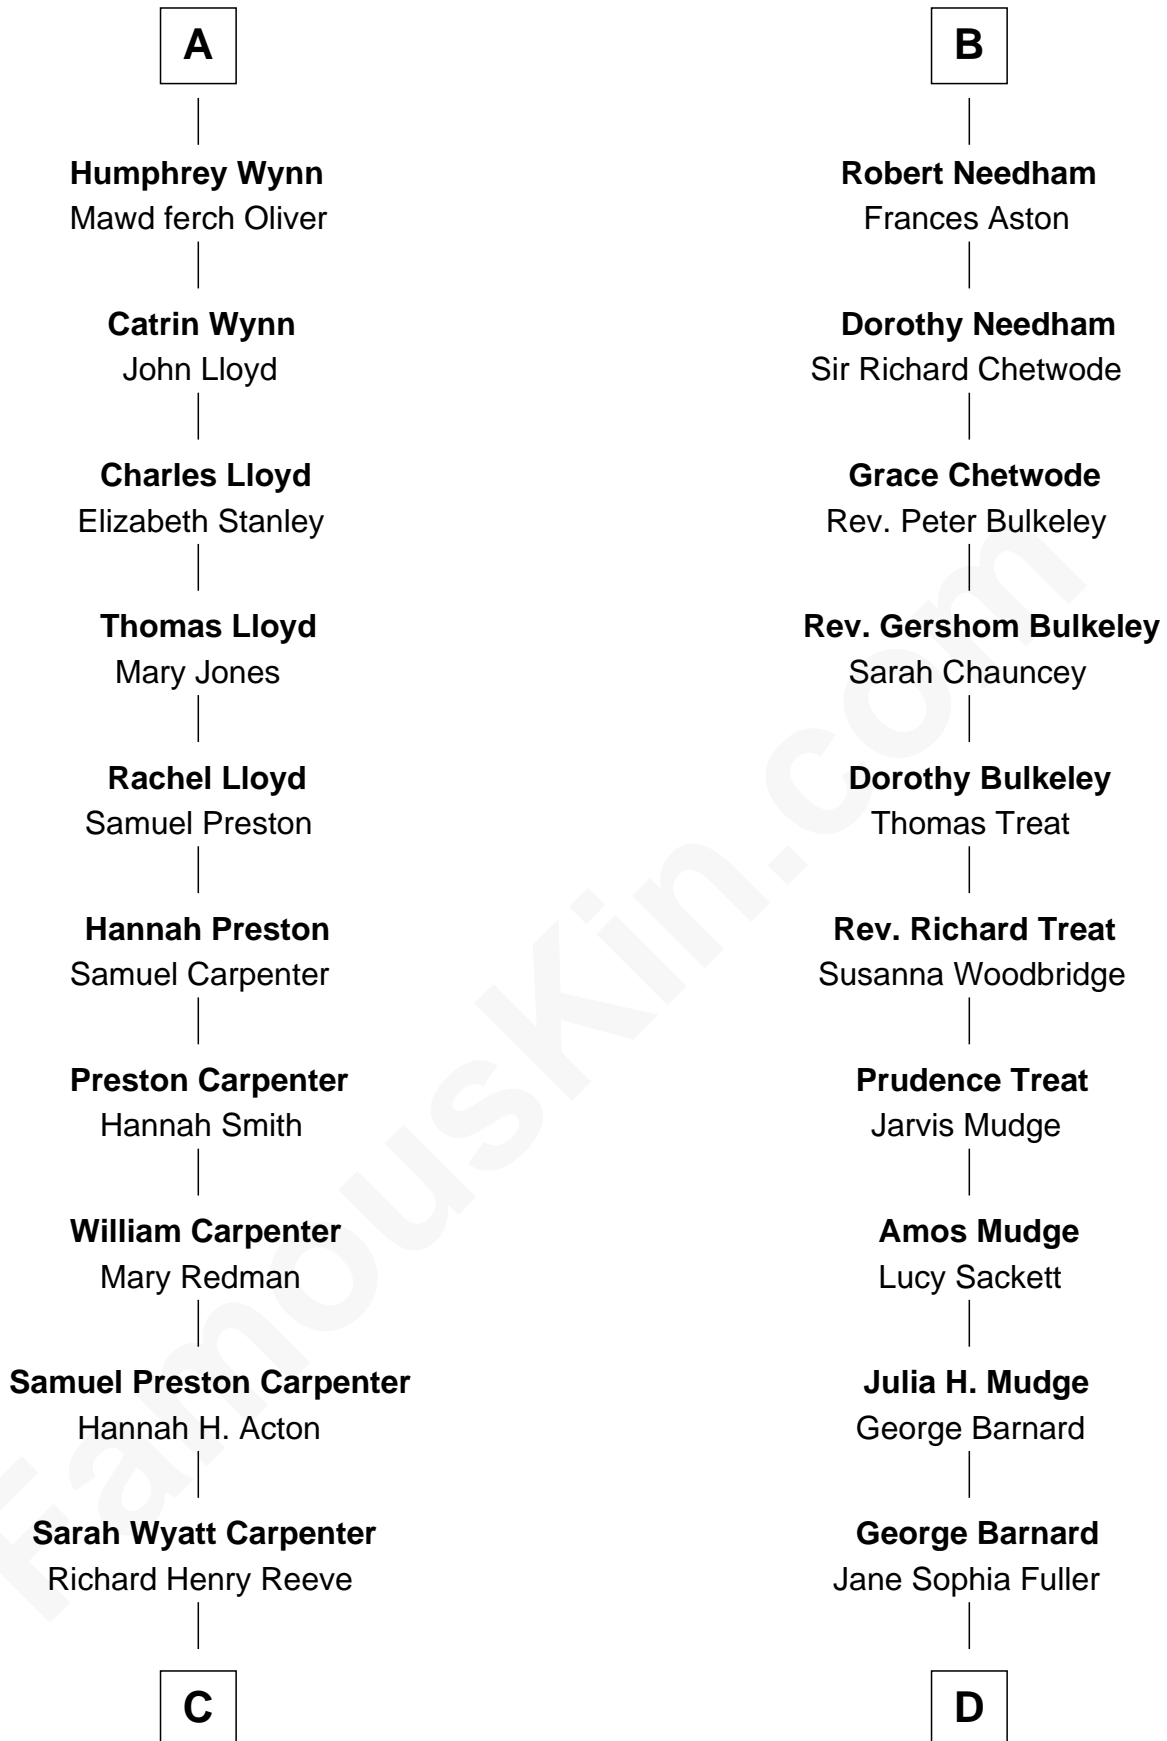 A
Humphrey Wynn
Mawd ferch Oliver
Catrin Wynn
John Lloyd
Charles Lloyd
Elizabeth Stanley
Thomas Lloyd
Mary Jones
Rachel Lloyd
Samuel Preston
Hannah Preston
Samuel Carpenter
Preston Carpenter
Hannah Smith
William Carpenter
Mary Redman
Samuel Preston Carpenter
Hannah H. Acton
Sarah Wyatt Carpenter
Richard Henry Reeve
C
B
Robert Needham
Frances Aston
Dorothy Needham
Sir Richard Chetwode
Grace Chetwode
Rev. Peter Bulkeley
Rev. Gershom Bulkeley
Sarah Chauncey
Dorothy Bulkeley
Thomas Treat
Rev. Richard Treat
Susanna Woodbridge
Prudence Treat
Jarvis Mudge
Amos Mudge
Lucy Sackett
Julia H. Mudge
George Barnard
George Barnard
Jane Sophia Fuller
D
FamousKin.com